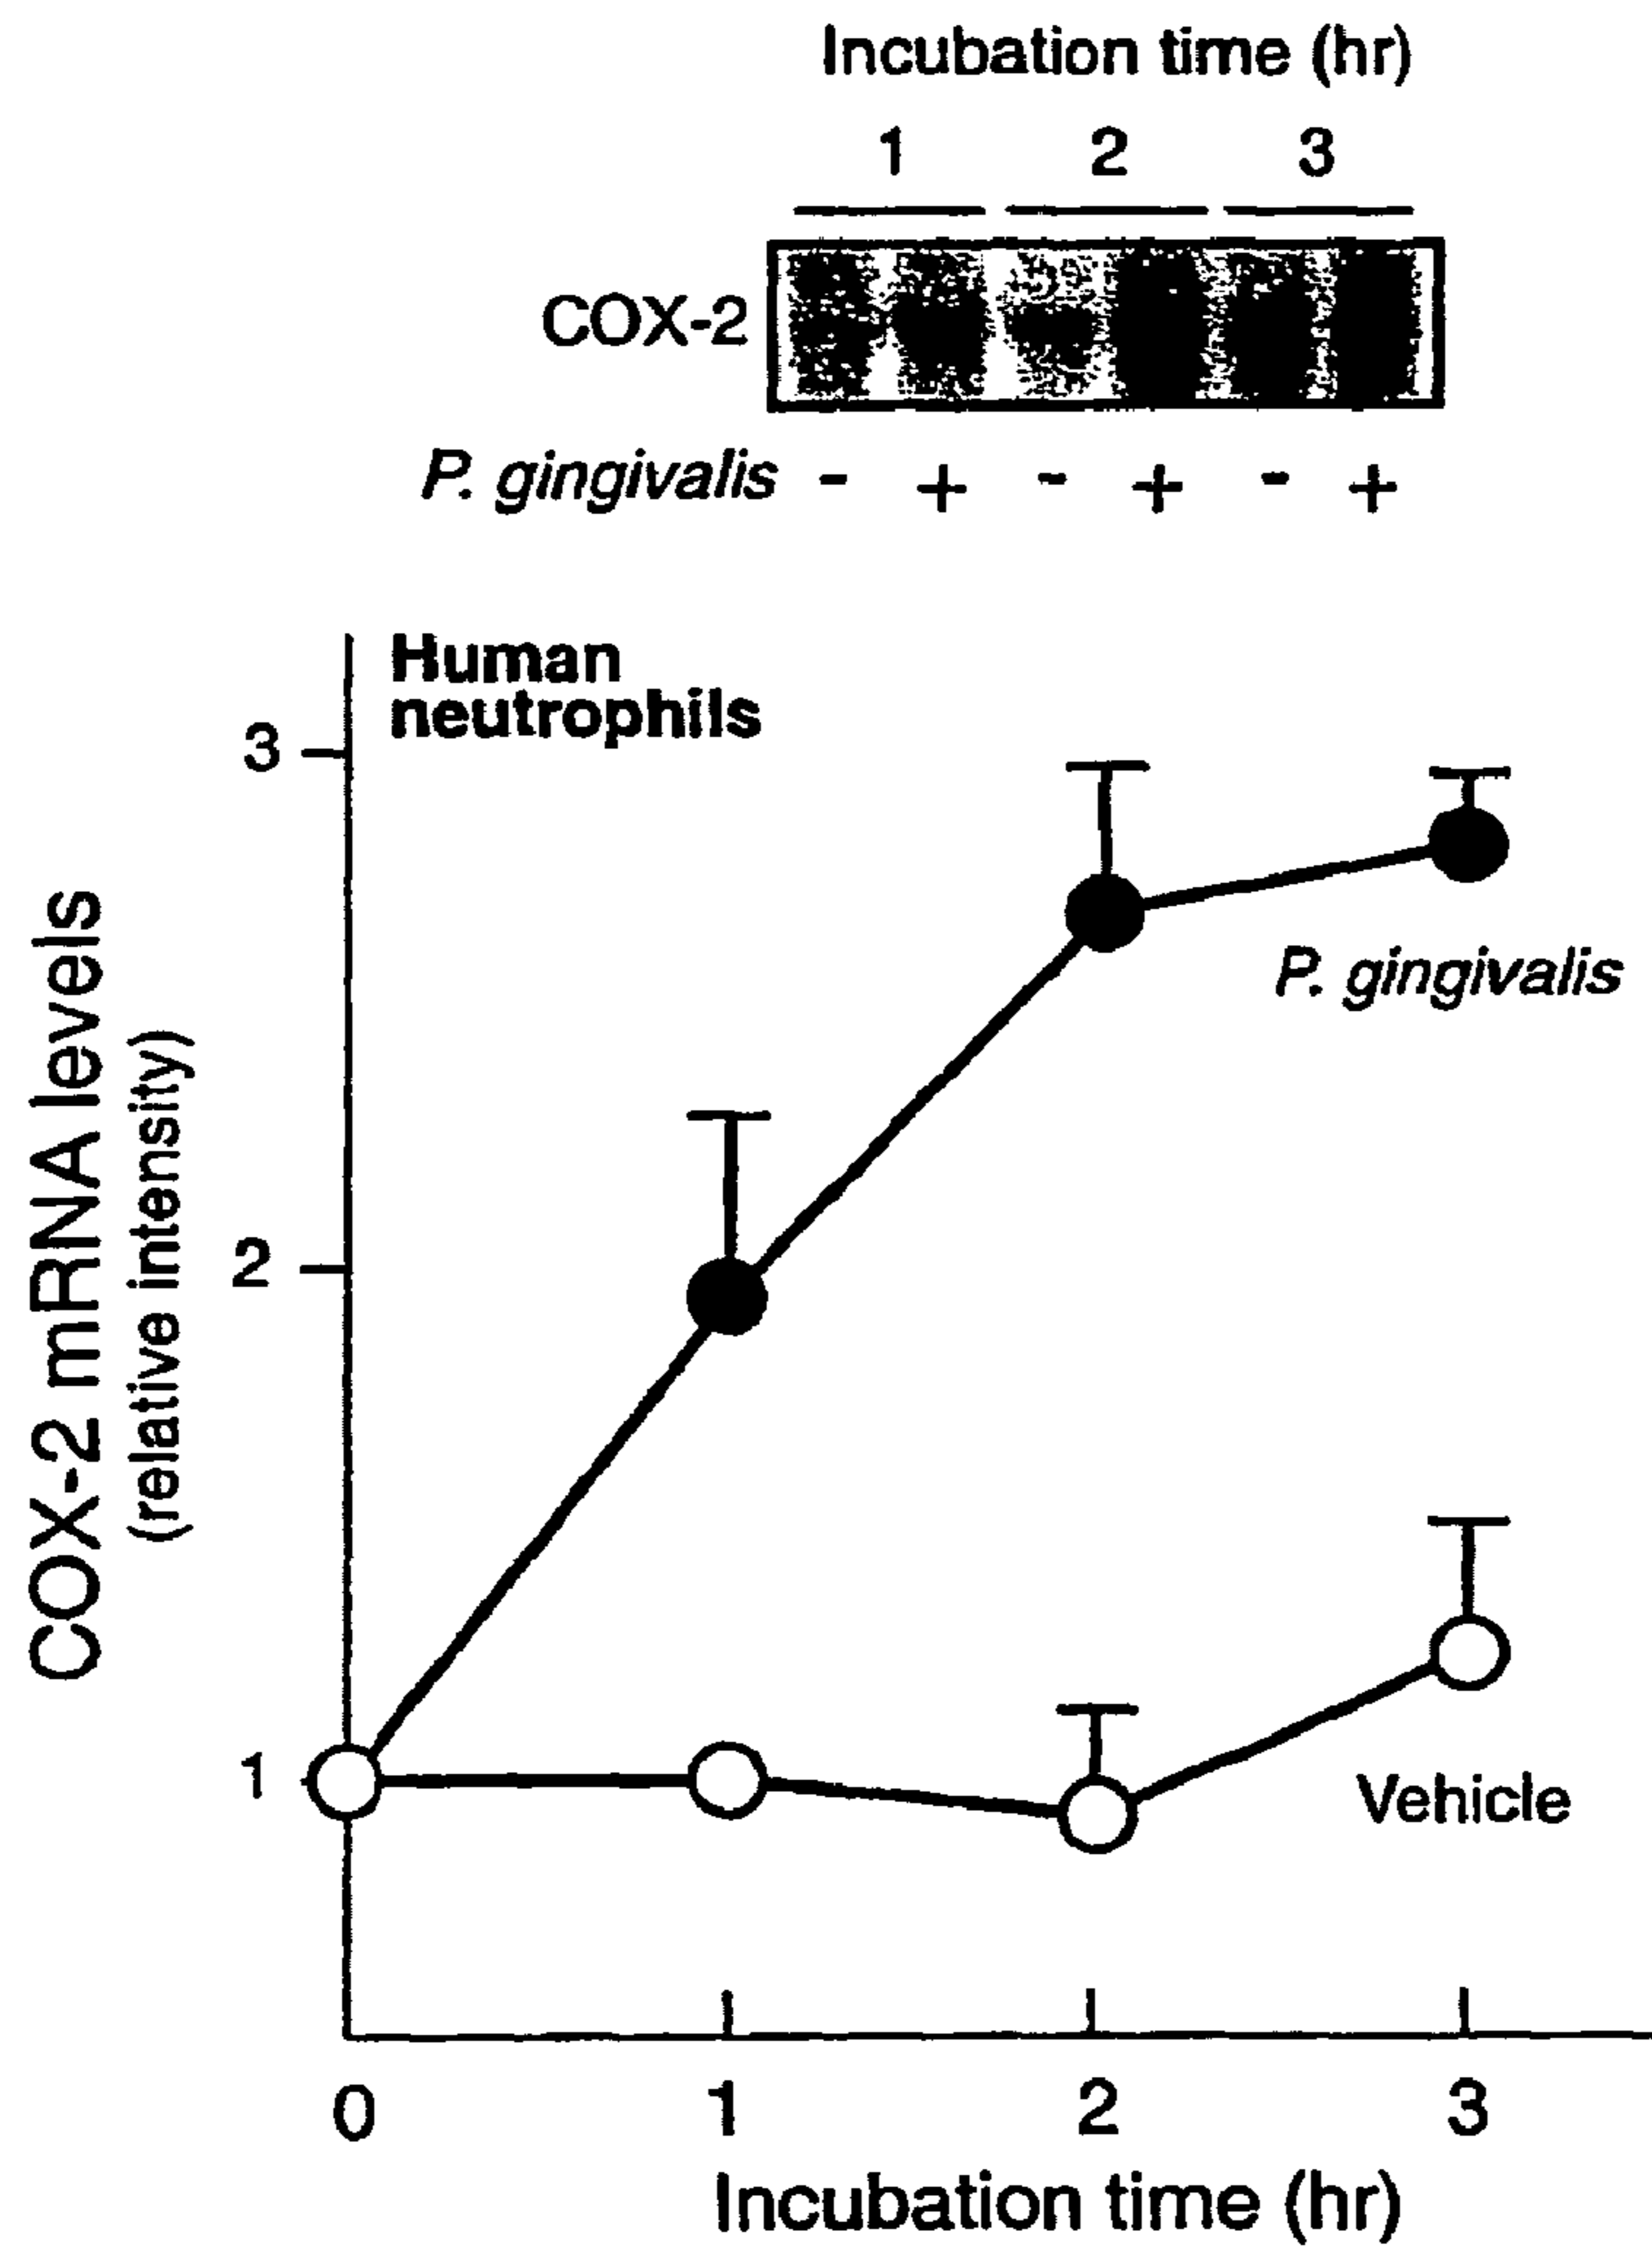 Incubation time (hr)
1 2 3
COX-2
P. gingivalis - + - + - +
Human
neutrophils
3
2
1
COX-2 mRNA levels
(relative intensity)
P. gingivalis
Vehicle
0 1 2 3
Incubation time (hr)